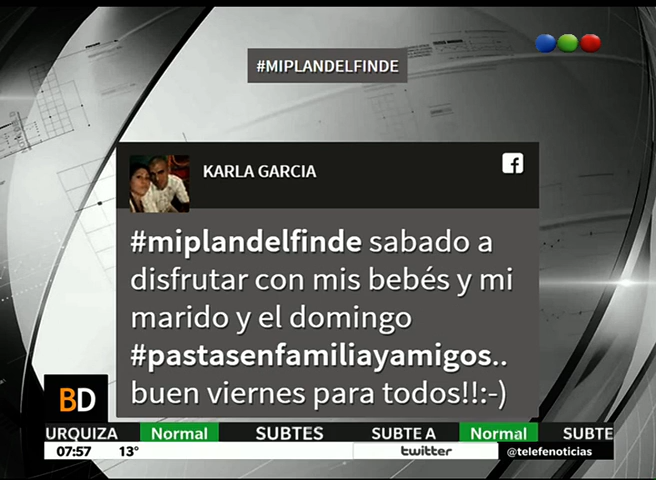 #MIPLANDELFINDE
KARLA GARCIA
#miplandelfinde sabado a
disfrutar con mis bebés y mi
marido y el domingo
#pastasenfamiliayamigos..
buen viernes para todos!!:-)
BD
URQUIZA Normal SUBTES SUBTE A Normal SUBTE
07:57 13° twitter @telefenoticias